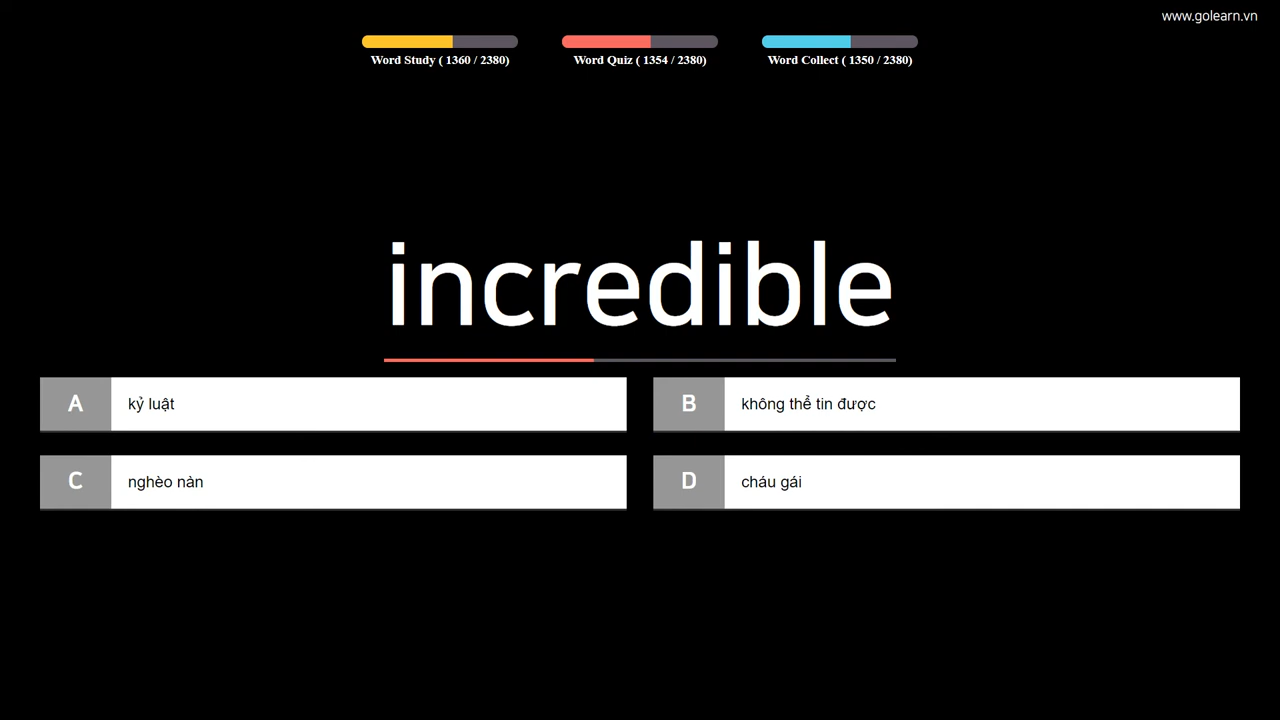 www.golearn.vn
Word Study ( 1360 / 2380)
Word Quiz ( 1354 / 2380)
Word Collect ( 1350 / 2380)
incredible
A kỷ luật
B không thể tin được
C nghèo nàn
D cháu gái